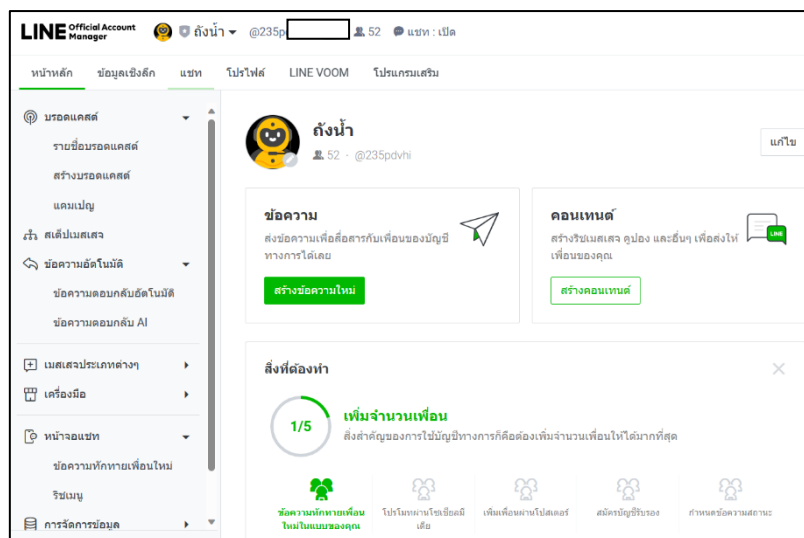 LINE Official Account Manager ถังน้ำ @235p 52 แชท : เปิด
หน้าหลัก ข้อมูลเชิงลึก แชท โปรไฟล์ LINE VOOM โปรแกรมเสริม
บรอดแคสต์
รายชื่อบรอดแคสต์
สร้างบรอดแคสต์
แคมเปญ
สเต็ปเมสเสจ
ข้อความอัตโนมัติ
ข้อความตอบกลับอัตโนมัติ
ข้อความตอบกลับ AI
เมสเสจประเภทต่างๆ
เครื่องมือ
หน้าจอแชท
ข้อความทักทายเพื่อนใหม่
ริชเมนู
การจัดการข้อมูล
ถังน้ำ
52 · @235pdvhi
แก้ไข
ข้อความ
ส่งข้อความเพื่อสื่อสารกับเพื่อนของบัญชี
ทางการได้เลย
สร้างข้อความใหม่
คอนเทนต์
สร้างริชเมสเสจ คูปอง และอื่นๆ เพื่อส่งให้
เพื่อนของคุณ
LINE
สร้างคอนเทนต์
สิ่งที่ต้องทำ
1/5
เพิ่มจำนวนเพื่อน
สิ่งสำคัญของการใช้บัญชีทางการก็คือต้องเพิ่มจำนวนเพื่อนให้ได้มากที่สุด
ข้อความทักทายเพื่อน
ใหม่ในแบบของคุณ
โปรโมทผ่านโซเชียลมี
เดีย
เพิ่มเพื่อนผ่านโปสเตอร์
สมัครบัญชีรับรอง
กำหนดข้อความสถานะ